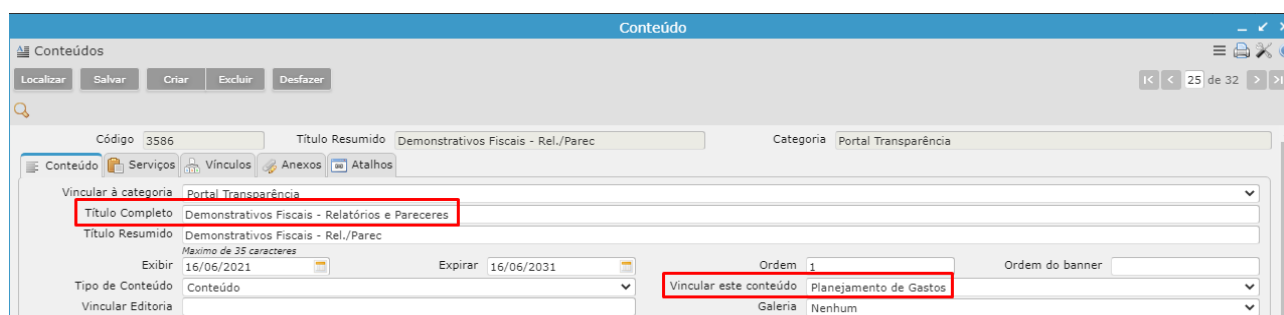 Conteúdo
Conteúdos
Localizar Salvar Criar Excluir Desfazer 25 de 32
Código 3586 Título Resumido Demonstrativos Fiscais - Rel./Parec Categoria Portal Transparência
Conteúdo Serviços Vínculos Anexos Atalhos
Vincular à categoria Portal Transparência
Título Completo Demonstrativos Fiscais - Relatórios e Pareceres
Título Resumido Demonstrativos Fiscais - Rel./Parec
Maximo de 35 caracteres
Exibir 16/06/2021 Expirar 16/06/2031 Ordem 1 Ordem do banner
Tipo de Conteúdo Conteúdo Vincular este conteúdo Planejamento de Gastos
Vincular Editoria Galeria Nenhum